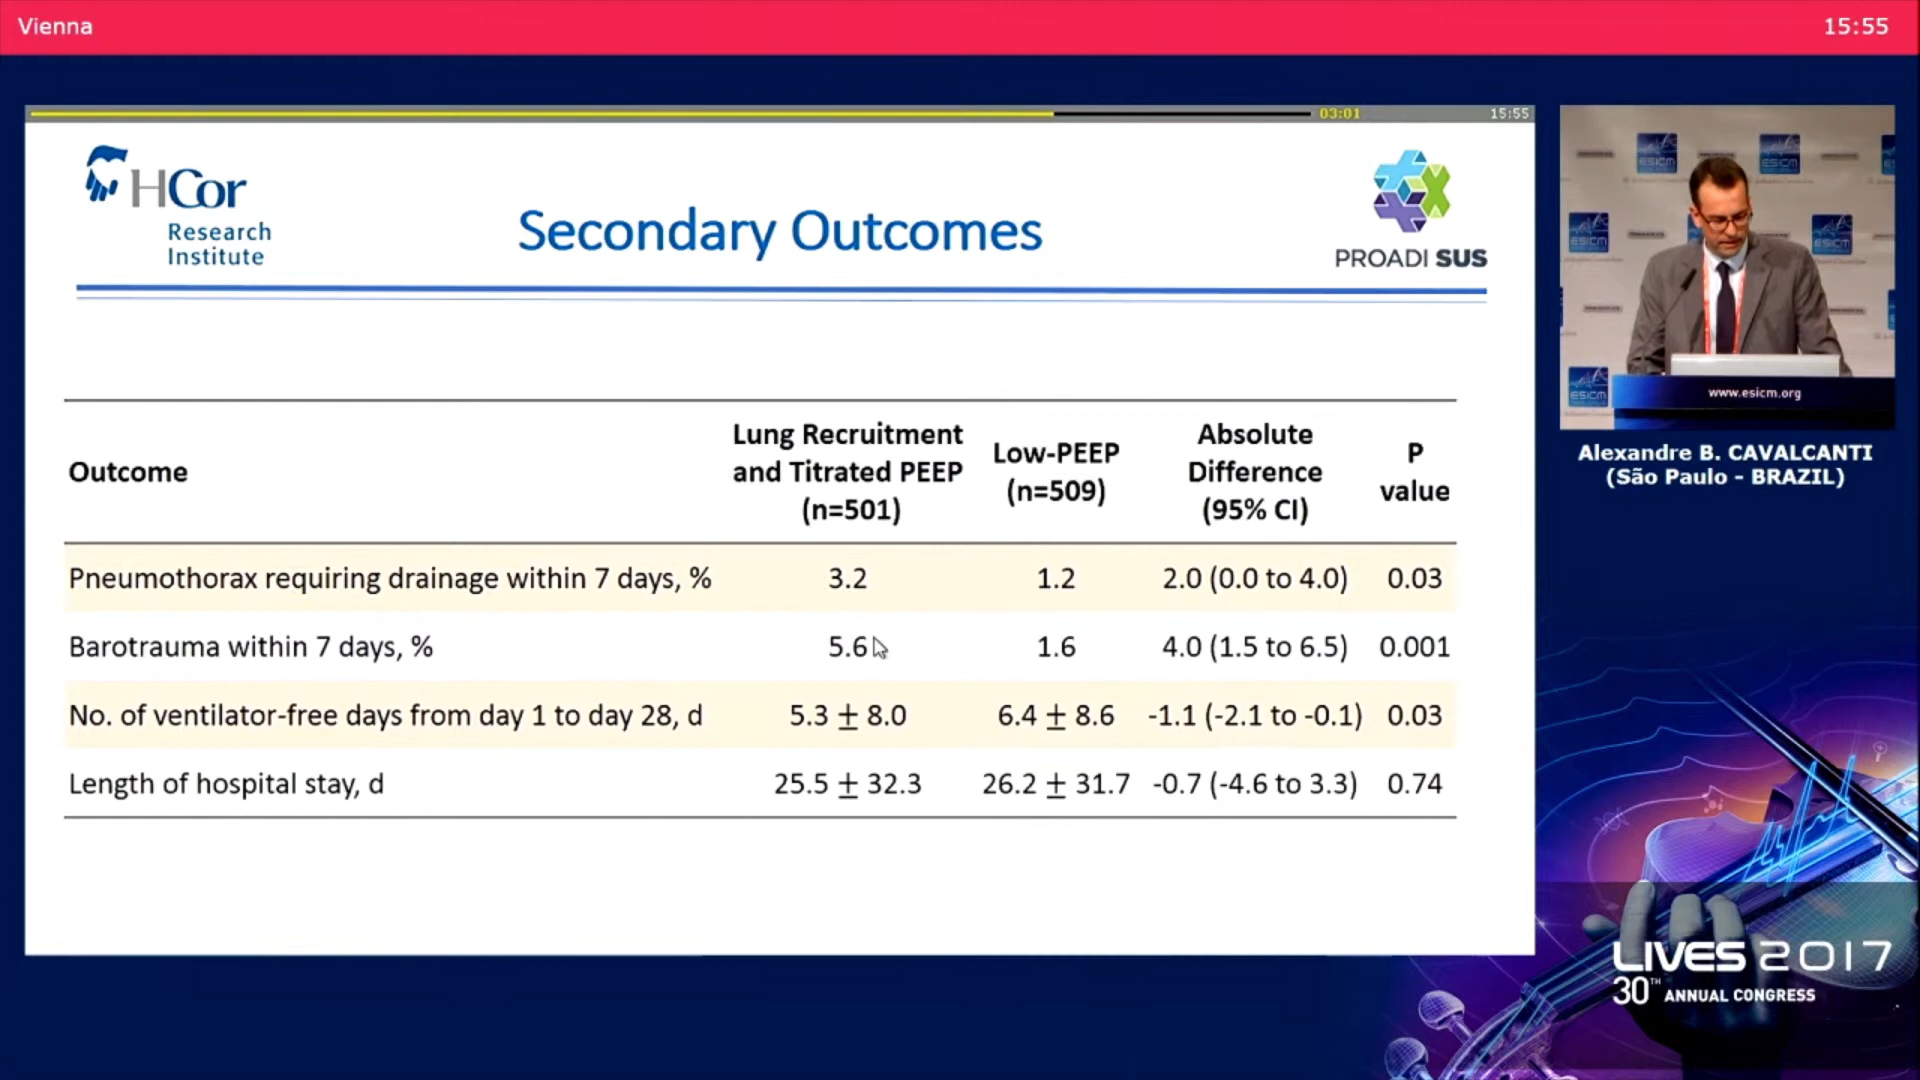 Vienna
15:55
03:01
15:55
HCor
Research
Institute
Secondary Outcomes
PROADI SUS
Outcome
Lung Recruitment
and Titrated PEEP
(n=501)
Low-PEEP
(n=509)
Absolute
Difference
(95% CI)
P
value
Pneumothorax requiring drainage within 7 days, % 3.2 1.2 2.0 (0.0 to 4.0) 0.03
Barotrauma within 7 days, % 5.6 1.6 4.0 (1.5 to 6.5) 0.001
No. of ventilator-free days from day 1 to day 28, d 5.3 ± 8.0 6.4 ± 8.6 -1.1 (-2.1 to -0.1) 0.03
Length of hospital stay, d 25.5 ± 32.3 26.2 ± 31.7 -0.7 (-4.6 to 3.3) 0.74
ESICM
ESICM
ESICM
ESICM
ESICM
www.esicm.org
Alexandre B. CAVALCANTI
(São Paulo - BRAZIL)
LIVES 2017
30TH ANNUAL CONGRESS